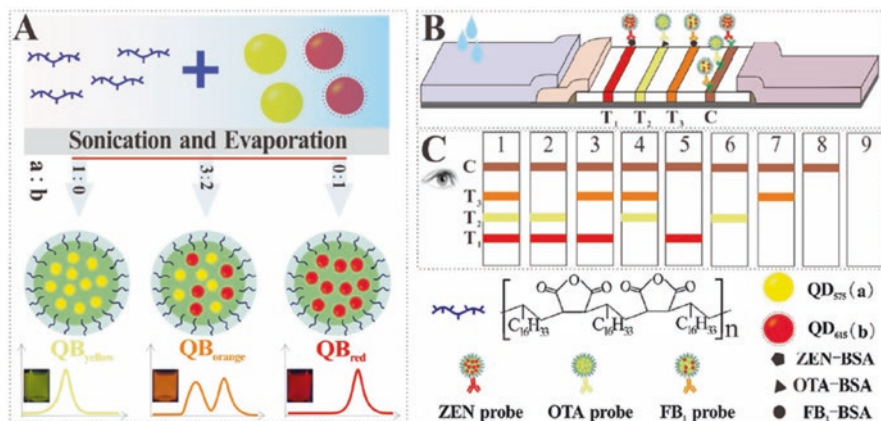 A
Sonication and Evaporation
a : b
1:0
3:2
0:1
QByellow
QBorange
QBred
B
T1 T2 T3 C
C
1 2 3 4 5 6 7 8 9
C
T3
T2
T1
O O O O O O
C16H33 C16H33 C16H33 n
QD575(a)
QD615(b)
ZEN-BSA
OTA-BSA
FB1-BSA
ZEN probe OTA probe FB1 probe